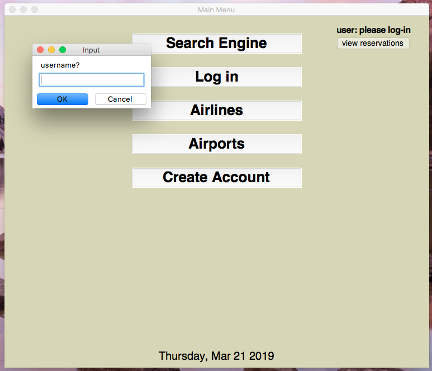 Main Menu
user: please log-in
view reservations
Input
username?
OK
Cancel
Search Engine
Log in
Airlines
Airports
Create Account
Thursday, Mar 21 2019